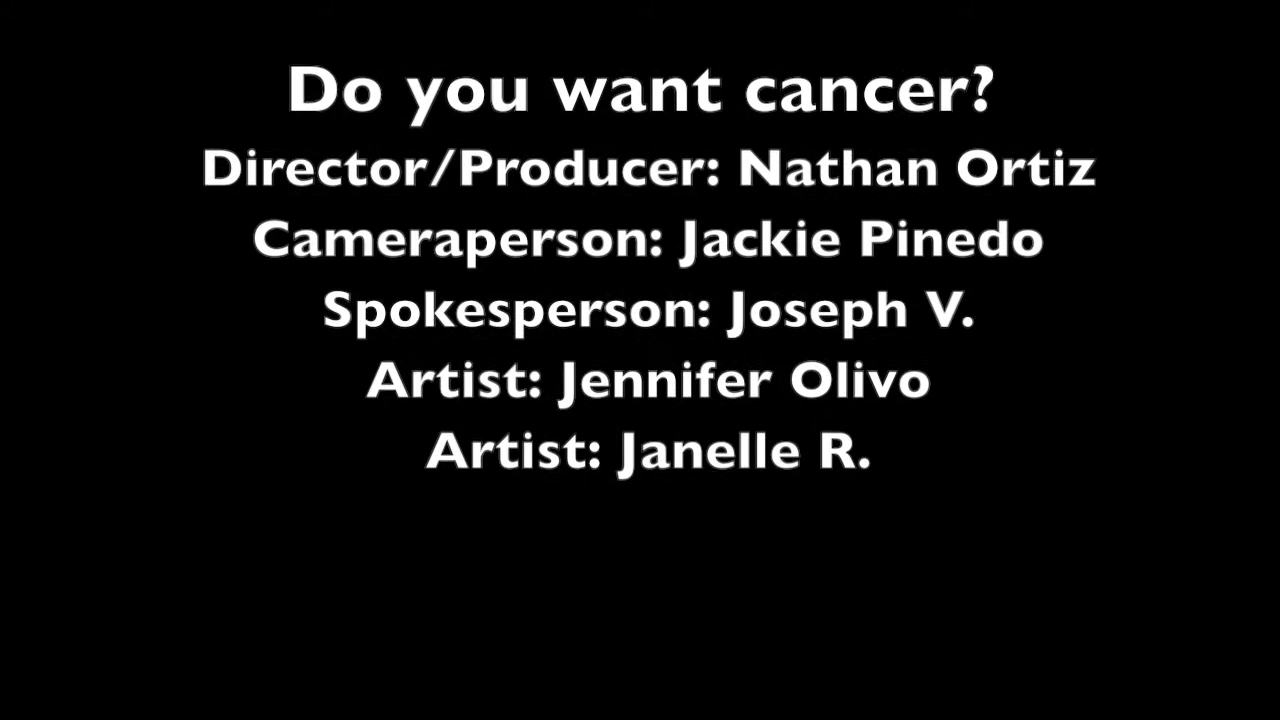 Do you want cancer?
Director/Producer: Nathan Ortiz
Cameraperson: Jackie Pinedo
Spokesperson: Joseph V.
Artist: Jennifer Olivo
Artist: Janelle R.